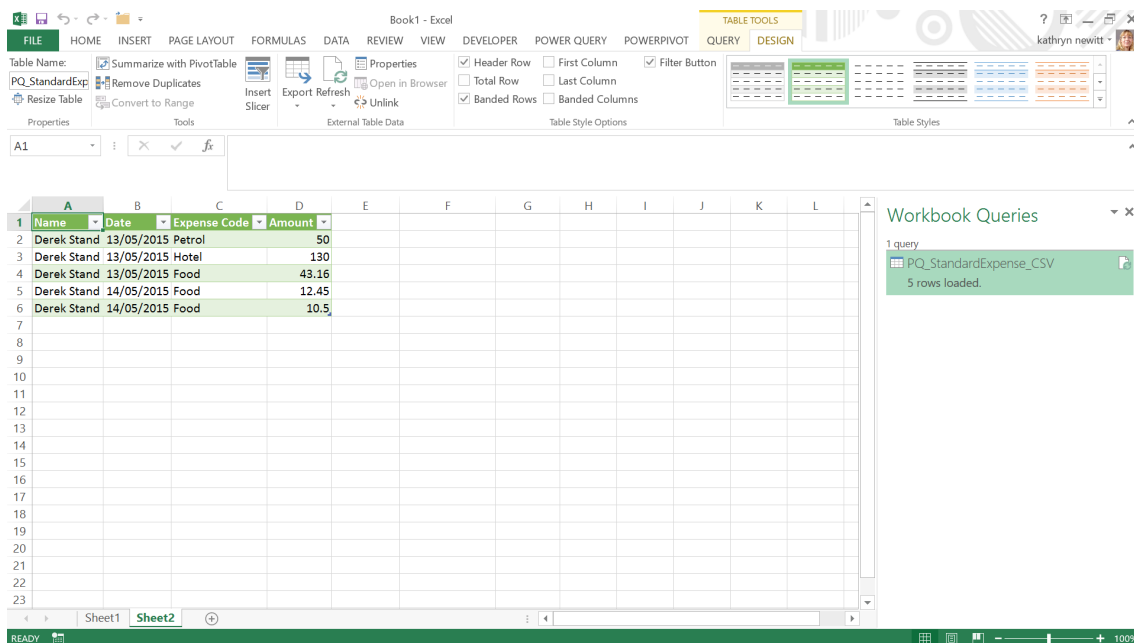 Book1 - Excel
TABLE TOOLS
?
FILE HOME INSERT PAGE LAYOUT FORMULAS DATA REVIEW VIEW DEVELOPER POWER QUERY POWERPIVOT QUERY DESIGN
kathryn newitt
Table Name:
PQ_StandardExp
Resize Table
Properties
Summarize with PivotTable
Remove Duplicates
Convert to Range
Tools
Insert Slicer
Export
Refresh
Properties
Open in Browser
Unlink
External Table Data
Header Row First Column Filter Button
Total Row Last Column
Banded Rows Banded Columns
Table Style Options
Table Styles
A1
fx
A B C D E F G H I J K L
1 Name Date Expense Code Amount
2 Derek Stand 13/05/2015 Petrol 50
3 Derek Stand 13/05/2015 Hotel 130
4 Derek Stand 13/05/2015 Food 43.16
5 Derek Stand 14/05/2015 Food 12.45
6 Derek Stand 14/05/2015 Food 10.5
7
8
9
10
11
12
13
14
15
16
17
18
19
20
21
22
23
Workbook Queries
1 query
PQ_StandardExpense_CSV
5 rows loaded.
Sheet1 Sheet2
READY
100%